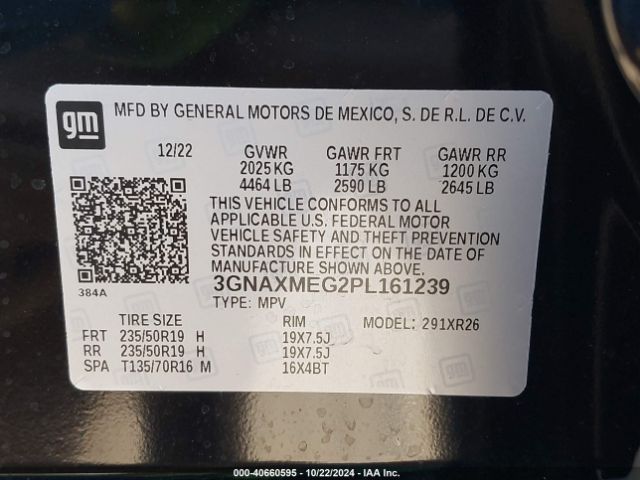 gm
MFD BY GENERAL MOTORS DE MEXICO, S. DE R.L. DE C.V.
12/22 GVWR GAWR FRT GAWR RR
2025 KG 1175 KG 1200 KG
4464 LB 2590 LB 2645 LB
THIS VEHICLE CONFORMS TO ALL
APPLICABLE U.S. FEDERAL MOTOR
VEHICLE SAFETY AND THEFT PREVENTION
STANDARDS IN EFFECT ON THE DATE OF
MANUFACTURE SHOWN ABOVE.
384A
3GNAXMEG2PL161239
TYPE: MPV
TIRE SIZE RIM MODEL: 291XR26
FRT 235/50R19 H 19X7.5J
RR 235/50R19 H 19X7.5J
SPA T135/70R16 M 16X4BT
000-40660595 - 10/22/2024 - IAA Inc.